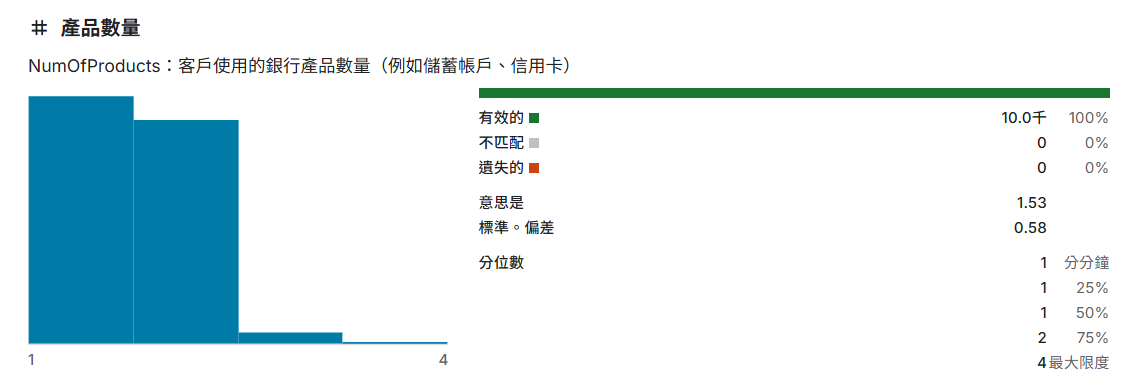 # 產品數量
NumOfProducts：客戶使用的銀行產品數量（例如儲蓄帳戶、信用卡）
1 4
有效的 10.0千 100%
不匹配 0 0%
遺失的 0 0%
意思是 1.53
標準。偏差 0.58
分位數 1 分分鐘
1 25%
1 50%
2 75%
4 最大限度